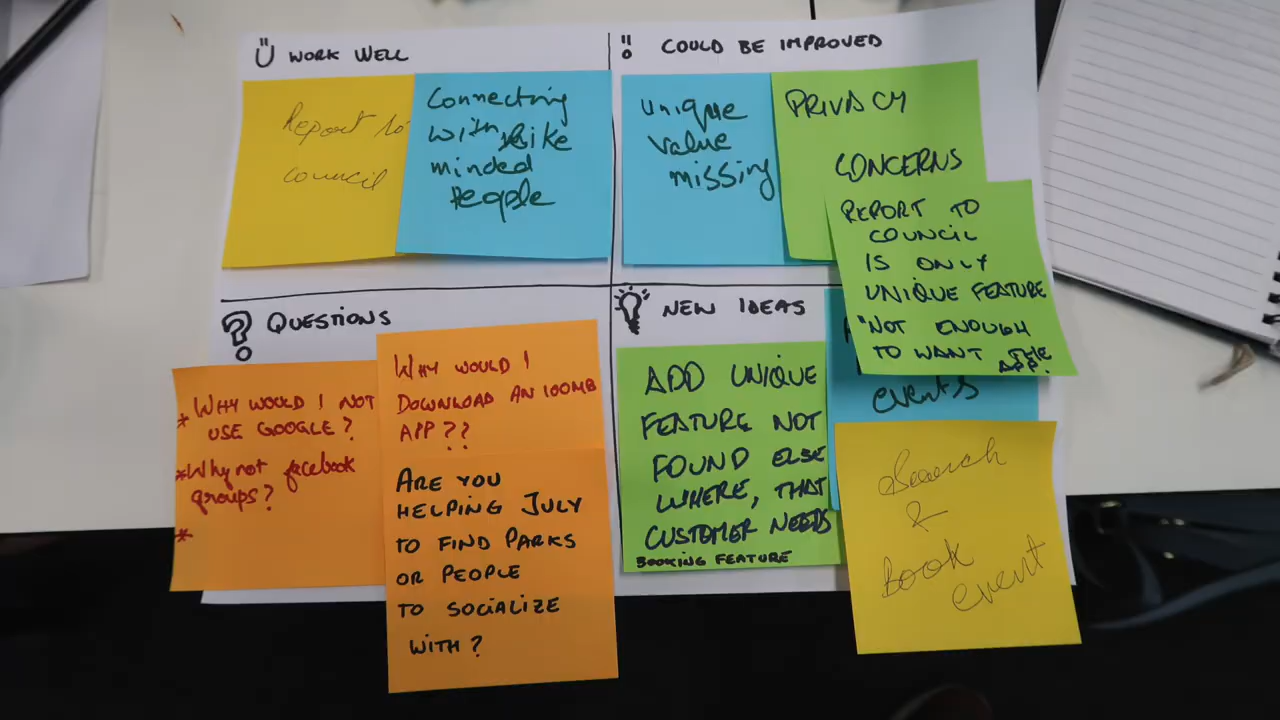 WORK WELL
Report to
council
Connecting
with like
minded
people
COULD BE IMPROVED
unique
value
missing
PRIVACY
CONCERNS
REPORT TO
COUNCIL
IS ONLY
UNIQUE FEATURE
"NOT ENOUGH
TO WANT THE
APP.
QUESTIONS
* WHY WOULD I NOT
USE GOOGLE?
* Why not facebook
groups?
*
WHY WOULD I
DOWNLOAD AN 100MB
APP??
ARE YOU
HELPING JULY
TO FIND PARKS
OR PEOPLE
TO SOCIALIZE
WITH?
NEW IDEAS
ADD UNIQUE
FEATURE NOT
FOUND ELSE
WHERE, THAT
CUSTOMER NEEDS
BOOKING FEATURE
events
Search
&
Book
event